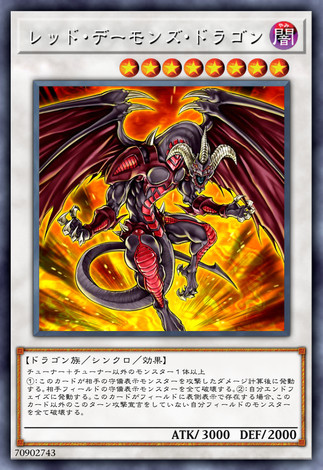 レッド・デーモンズ・ドラゴン
やみ
闇
【ドラゴン族／シンクロ／効果】
チューナー＋チューナー以外のモンスター１体以上
①：このカードが相手の守備表示モンスターを攻撃したダメージ計算後に発動
する。相手フィールドの守備表示モンスターを全て破壊する。②：自分エンドフ
ェイズに発動する。このカードがフィールドに表側表示で存在する場合、この
カード以外のこのターン攻撃宣言をしていない自分フィールドのモンスターを
全て破壊する。
ATK/3000 DEF/2000
70902743